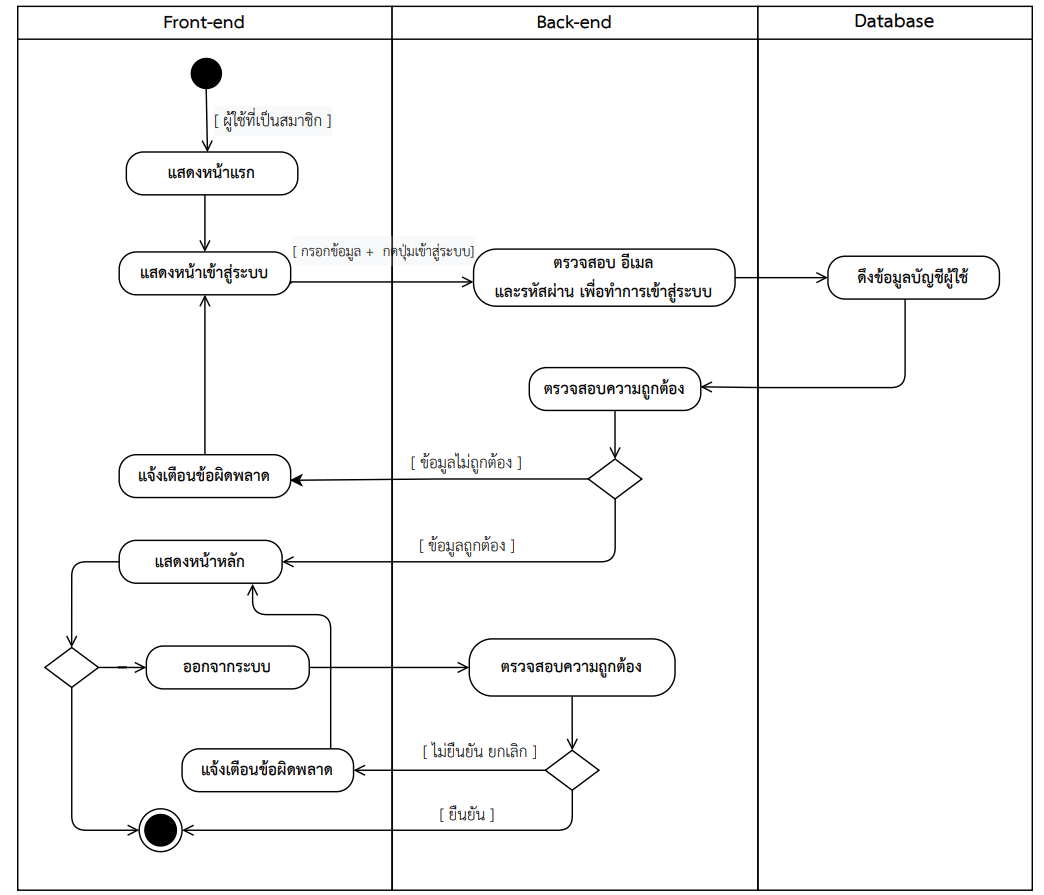 Front-end
Back-end
Database
[ ผู้ใช้ที่เป็นสมาชิก ]
แสดงหน้าแรก
แสดงหน้าเข้าสู่ระบบ
[ กรอกข้อมูล + กดปุ่มเข้าสู่ระบบ]
ตรวจสอบ อีเมล
และรหัสผ่าน เพื่อทำการเข้าสู่ระบบ
ดึงข้อมูลบัญชีผู้ใช้
ตรวจสอบความถูกต้อง
[ ข้อมูลไม่ถูกต้อง ]
แจ้งเตือนข้อผิดพลาด
[ ข้อมูลถูกต้อง ]
แสดงหน้าหลัก
ออกจากระบบ
ตรวจสอบความถูกต้อง
[ ไม่ยืนยัน ยกเลิก ]
แจ้งเตือนข้อผิดพลาด
[ ยืนยัน ]